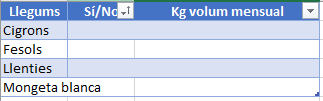 Llegums Sí/No Kg volum mensual
Cigrons
Fesols
Llenties
Mongeta blanca